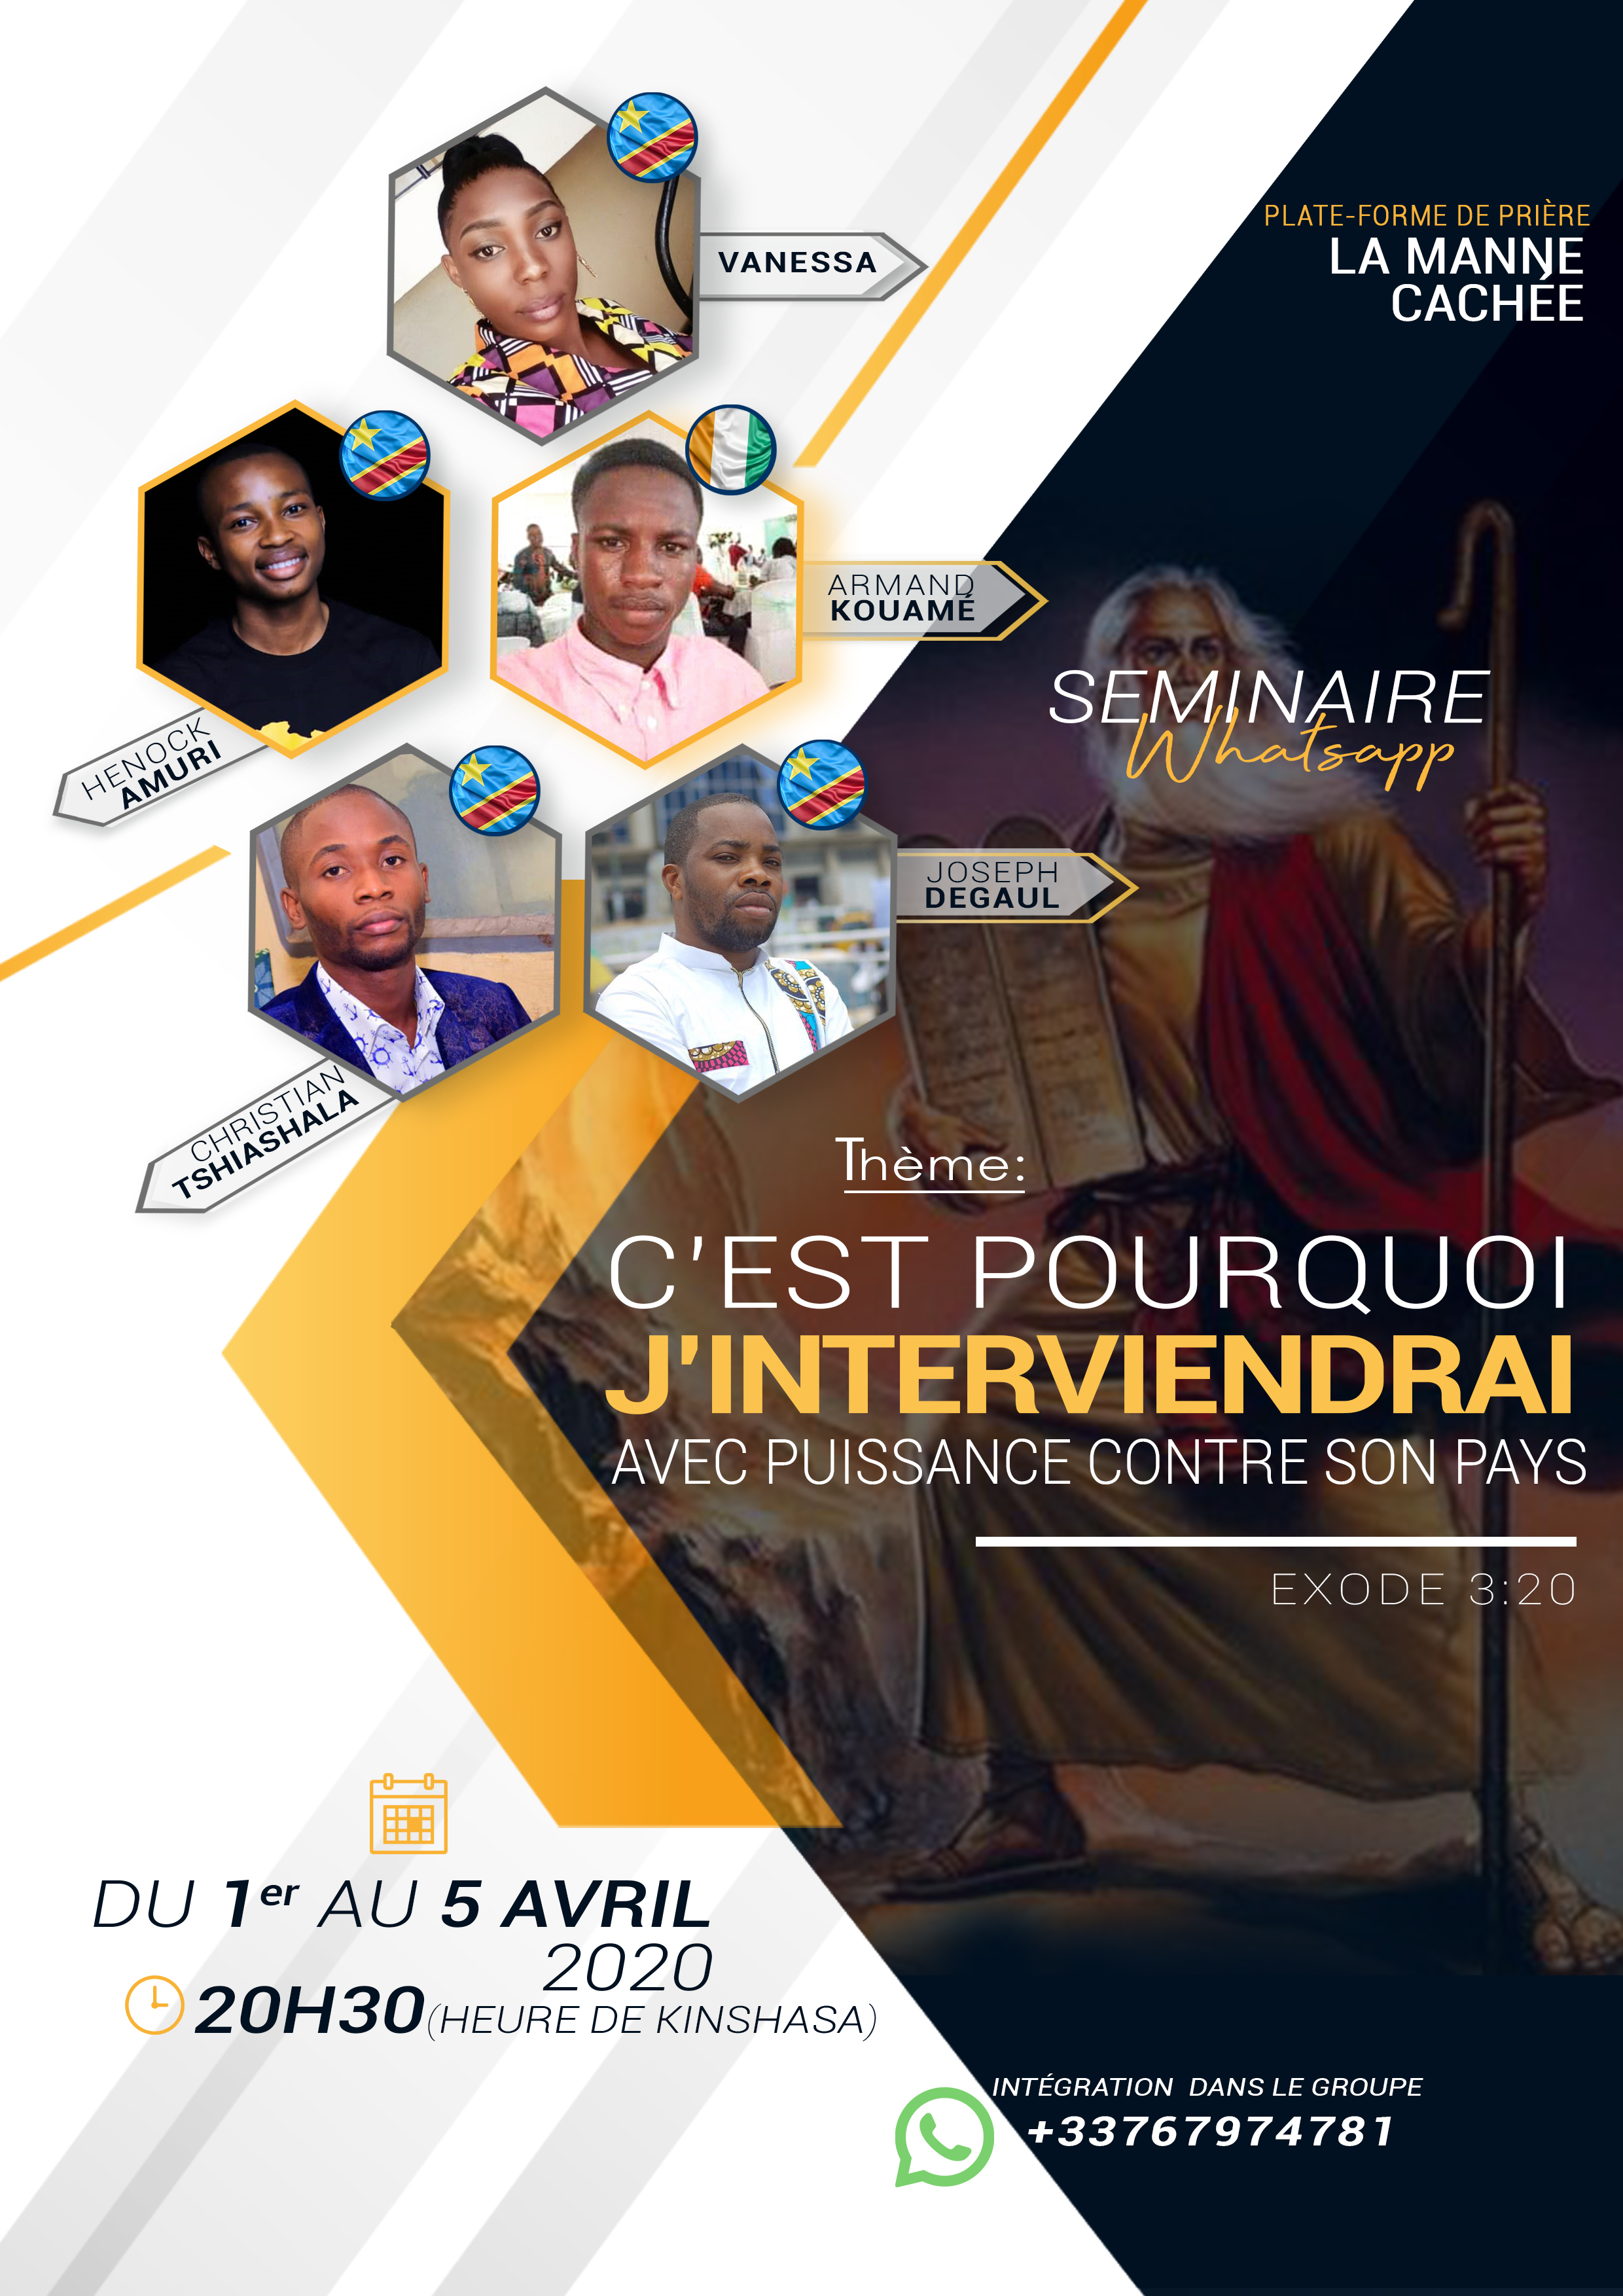 PLATE-FORME DE PRIÈRE
LA MANNE
CACHÉE
VANESSA
ARMAND
KOUAMÉ
HENOCK
AMURI
JOSEPH
DEGAUL
CHRISTIAN
TSHIASHALA
SEMINAIRE
Whatsapp
Thème:
C'EST POURQUOI
J'INTERVIENDRAI
AVEC PUISSANCE CONTRE SON PAYS
EXODE 3:20
DU 1er AU 5 AVRIL
2020
20H30 (HEURE DE KINSHASA)
INTÉGRATION DANS LE GROUPE
+33767974781